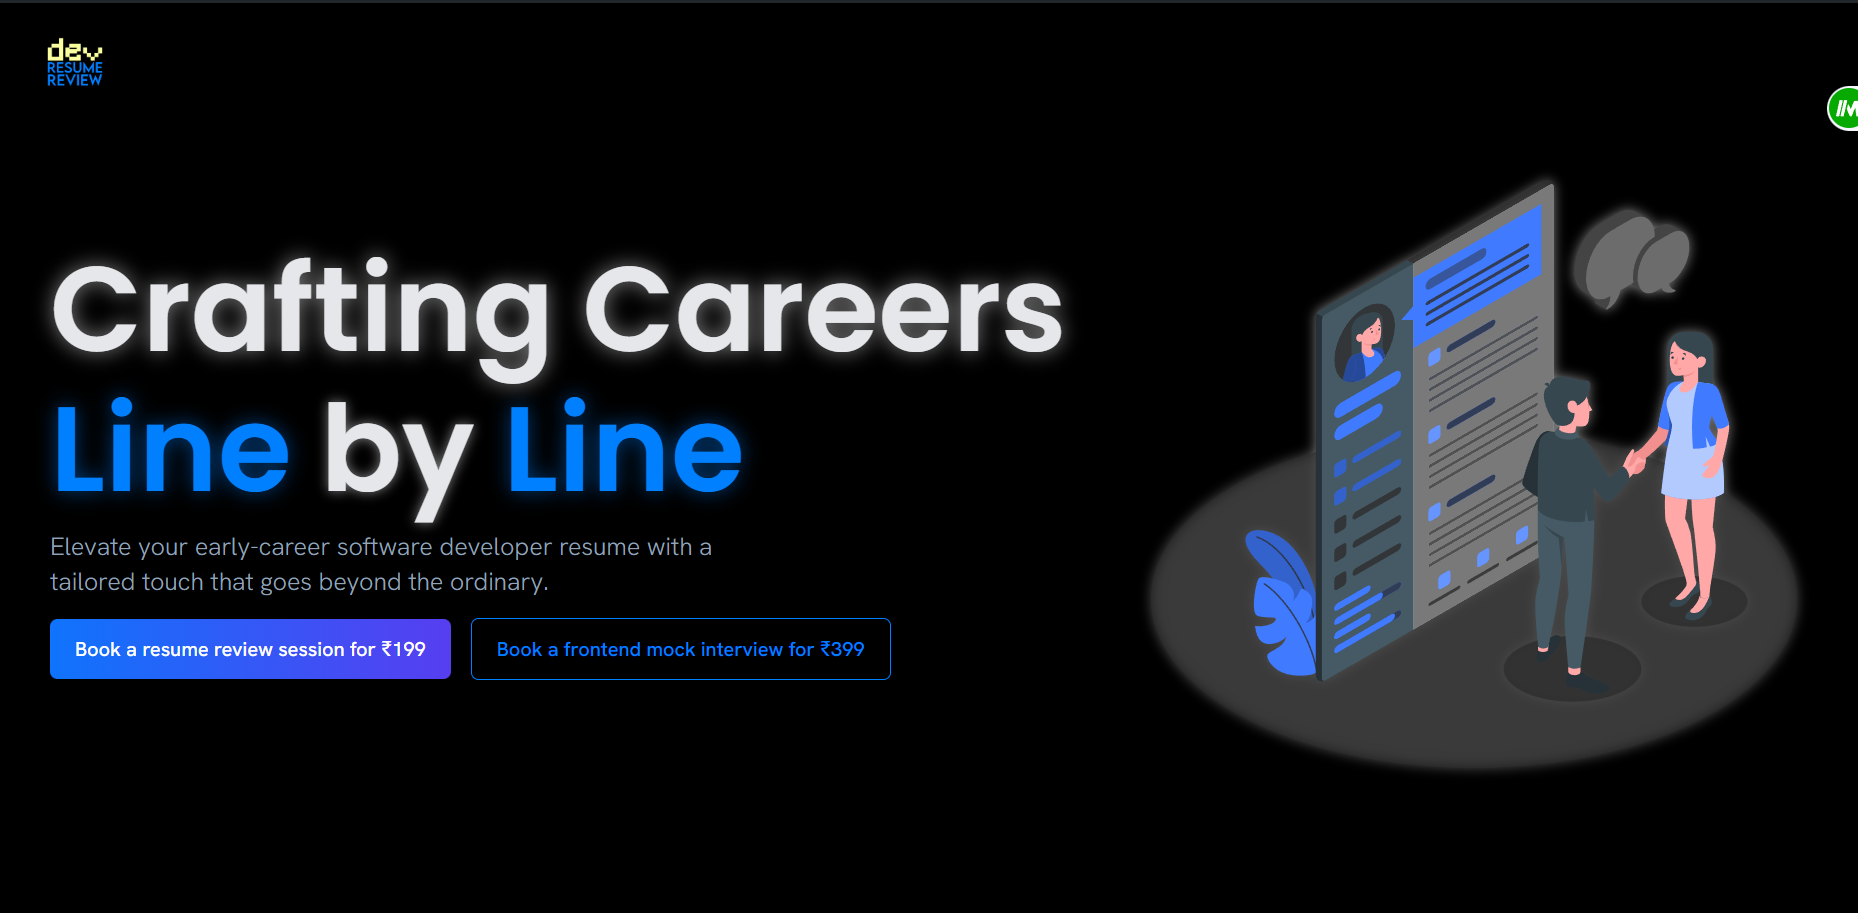 dev
RESUME
REVIEW
Crafting Careers
Line by Line
Elevate your early-career software developer resume with a
tailored touch that goes beyond the ordinary.
Book a resume review session for ₹199
Book a frontend mock interview for ₹399